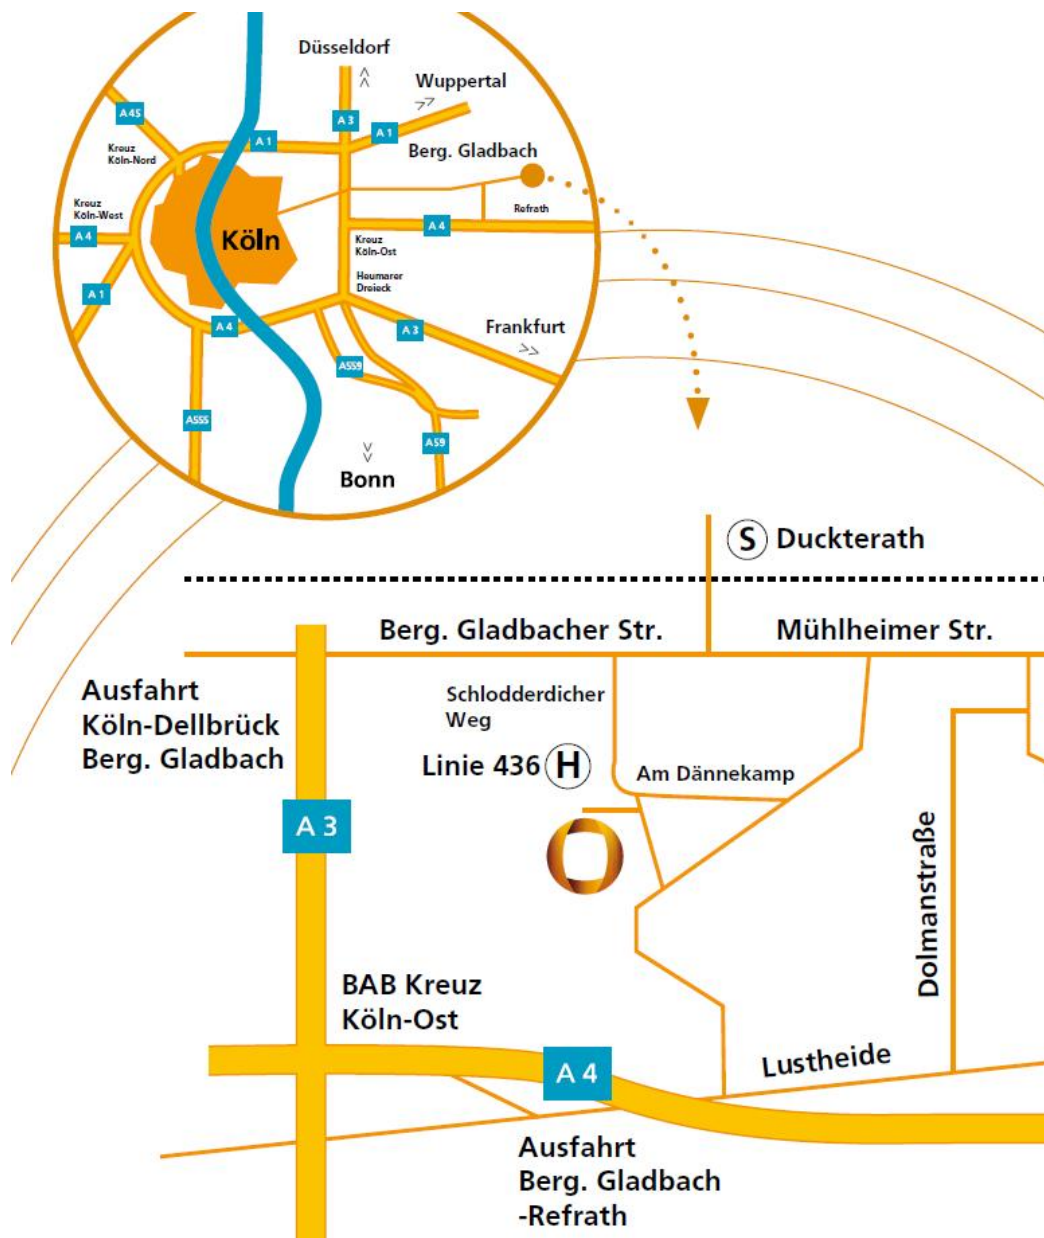 Düsseldorf
Wuppertal
A45
A 3
A 1
A 1
Berg. Gladbach
Kreuz
Köln-Nord
Kreuz
Köln-West
Refrath
A 4
A 4
Köln
Kreuz
Köln-Ost
Heumarer
Dreieck
A 1
A 4
A 3
Frankfurt
A559
A555
A59
Bonn
S Duckterath
Berg. Gladbacher Str.
Mühlheimer Str.
Ausfahrt
Köln-Dellbrück
Berg. Gladbach
Schlodderdicher
Weg
Linie 436 H
Am Dännekamp
A 3
Dolmanstraße
BAB Kreuz
Köln-Ost
Lustheide
A 4
Ausfahrt
Berg. Gladbach
-Refrath